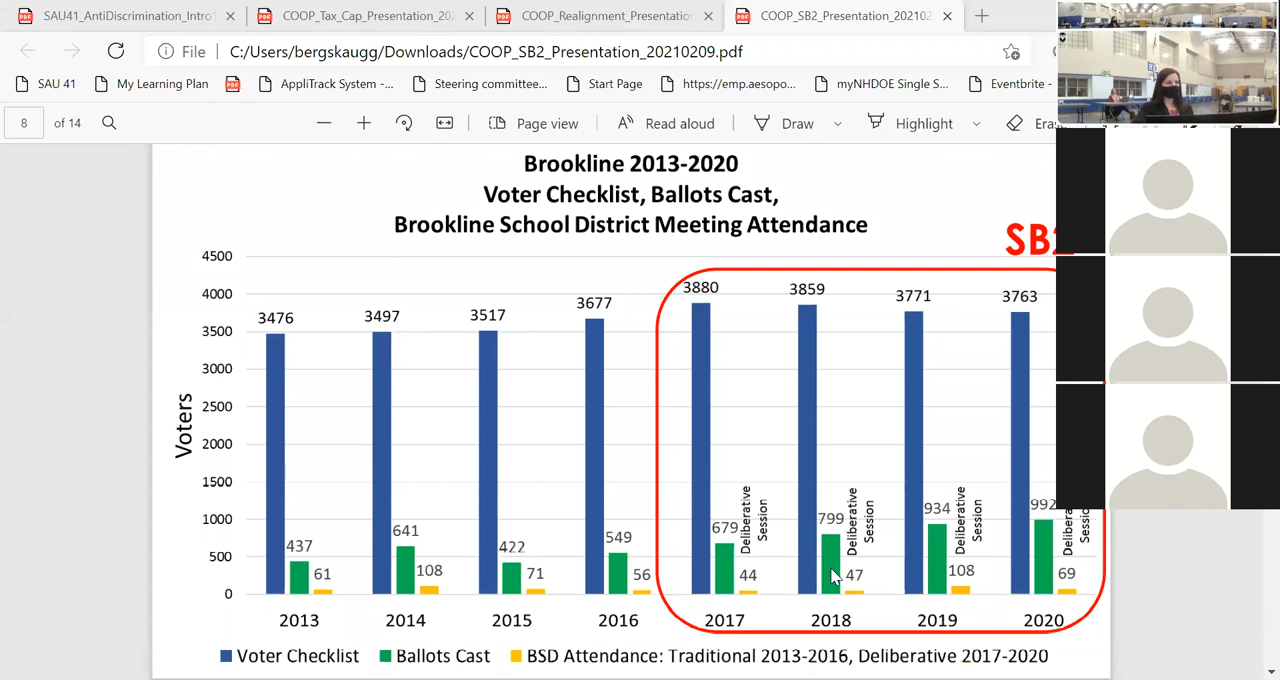 SAU41_AntiDiscrimination_Intro
COOP_Tax_Cap_Presentation_202
COOP_Realignment_Presentation
COOP_SB2_Presentation_20210209
File C:/Users/bergskaugg/Downloads/COOP_SB2_Presentation_20210209.pdf
SAU 41
My Learning Plan
AppliTrack System -...
steering committee...
Start Page
https://emp.aesopo...
myNHDOE Single S...
Eventbrite -
8 of 14
Page view
Read aloud
Draw
Highlight
Brookline 2013-2020
Voter Checklist, Ballots Cast,
Brookline School District Meeting Attendance
SB2
Voters
4500
4000
3500
3000
2500
2000
1500
1000
500
0
3476
437
61
3497
641
108
3517
422
71
3677
549
56
3880
679
44
Deliberative
Session
3859
799
47
Deliberative
Session
3771
934
108
Deliberative
Session
3763
992
69
2013 2014 2015 2016 2017 2018 2019 2020
Voter Checklist Ballots Cast BSD Attendance: Traditional 2013-2016, Deliberative 2017-2020